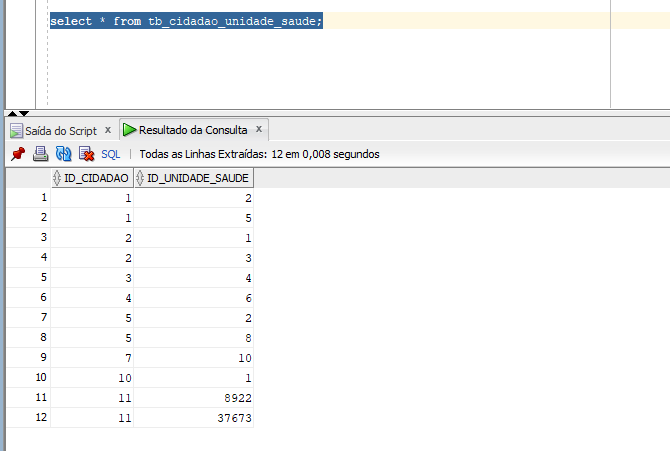 select * from tb_cidadao_unidade_saude;
Saída do Script x Resultado da Consulta x
SQL | Todas as Linhas Extraídas: 12 em 0,008 segundos
ID_CIDADAO ID_UNIDADE_SAUDE
1 1 2
2 1 5
3 2 1
4 2 3
5 3 4
6 4 6
7 5 2
8 5 8
9 7 10
10 10 1
11 11 8922
12 11 37673